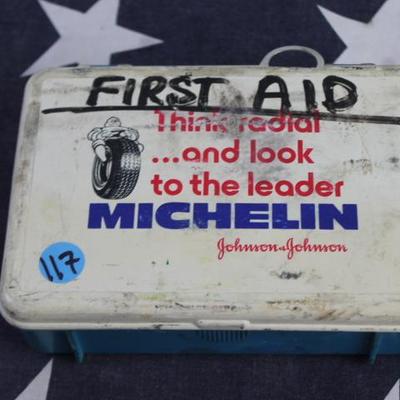 FIRST AID
Think radial
...and look
to the leader
MICHELIN
Johnson & Johnson
117